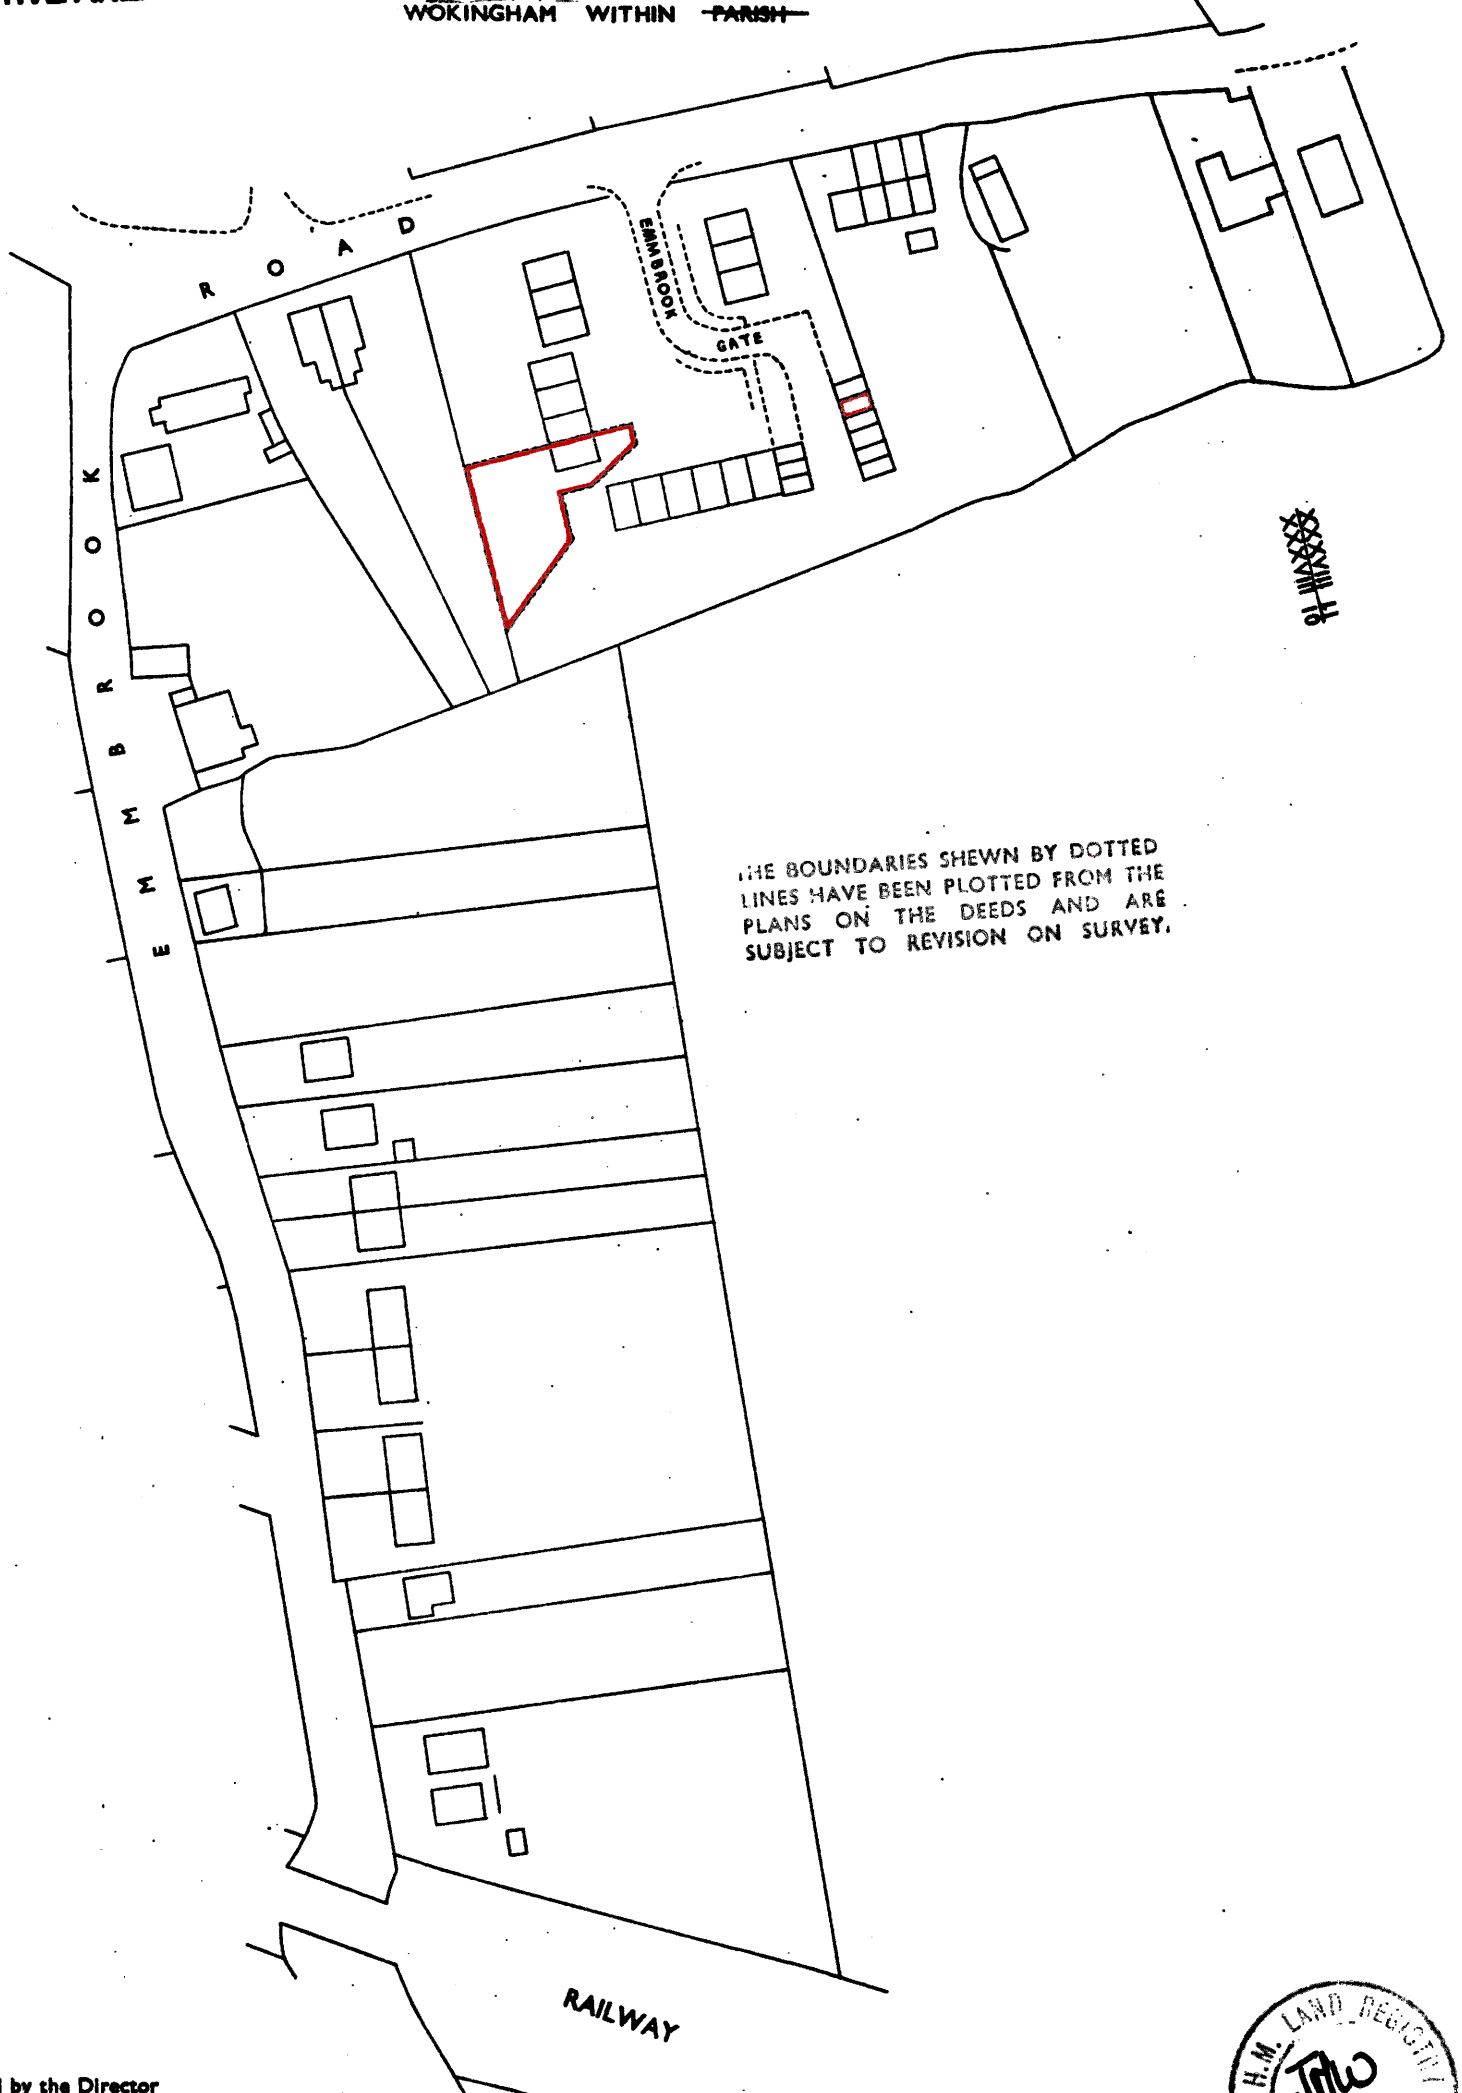 WOKINGHAM WITHIN PARISH
EMMBROOK ROAD
EMMBROOK
GATE
THE BOUNDARIES SHEWN BY DOTTED
LINES HAVE BEEN PLOTTED FROM THE
PLANS ON THE DEEDS AND ARE
SUBJECT TO REVISION ON SURVEY.
RAILWAY
by the Director
H.M. LAND REGISTRY